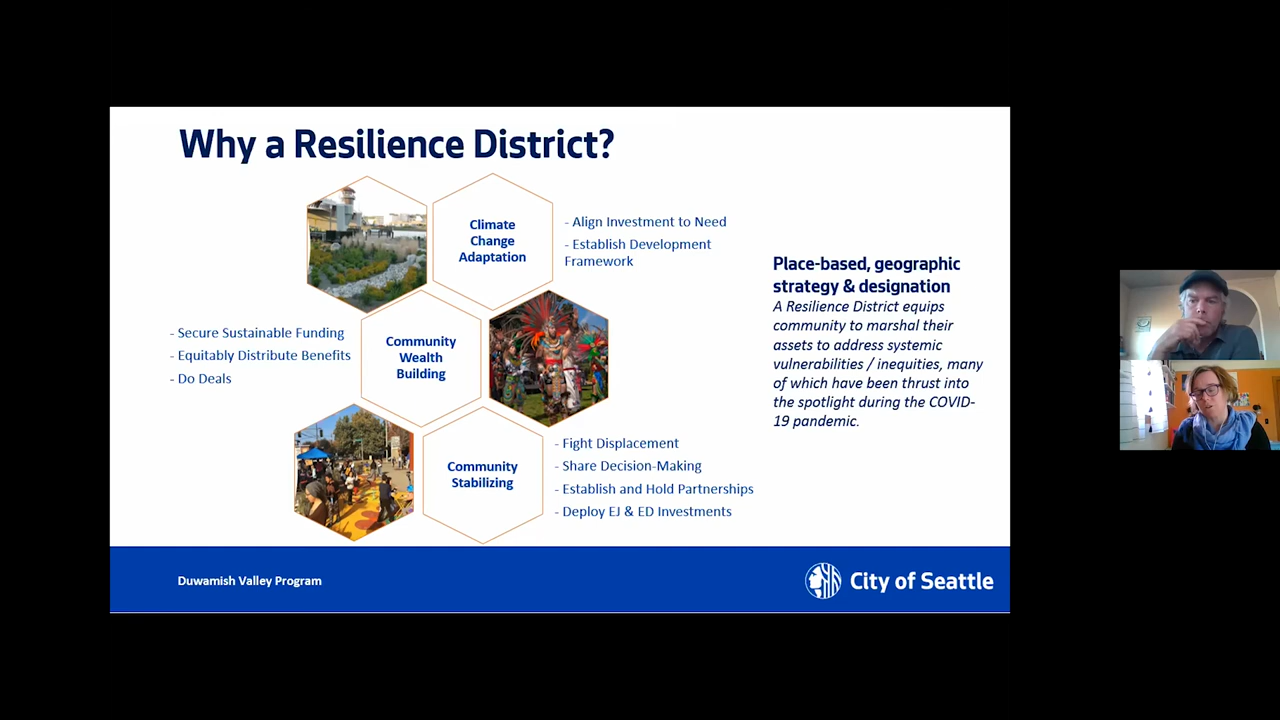 Why a Resilience District?
Climate
Change
Adaptation
- Align Investment to Need
- Establish Development
Framework
- Secure Sustainable Funding
- Equitably Distribute Benefits
- Do Deals
Community
Wealth
Building
Community
Stabilizing
- Fight Displacement
- Share Decision-Making
- Establish and Hold Partnerships
- Deploy EJ & ED Investments
Place-based, geographic
strategy & designation
A Resilience District equips
community to marshal their
assets to address systemic
vulnerabilities / inequities, many
of which have been thrust into
the spotlight during the COVID-
19 pandemic.
Duwamish Valley Program
City of Seattle